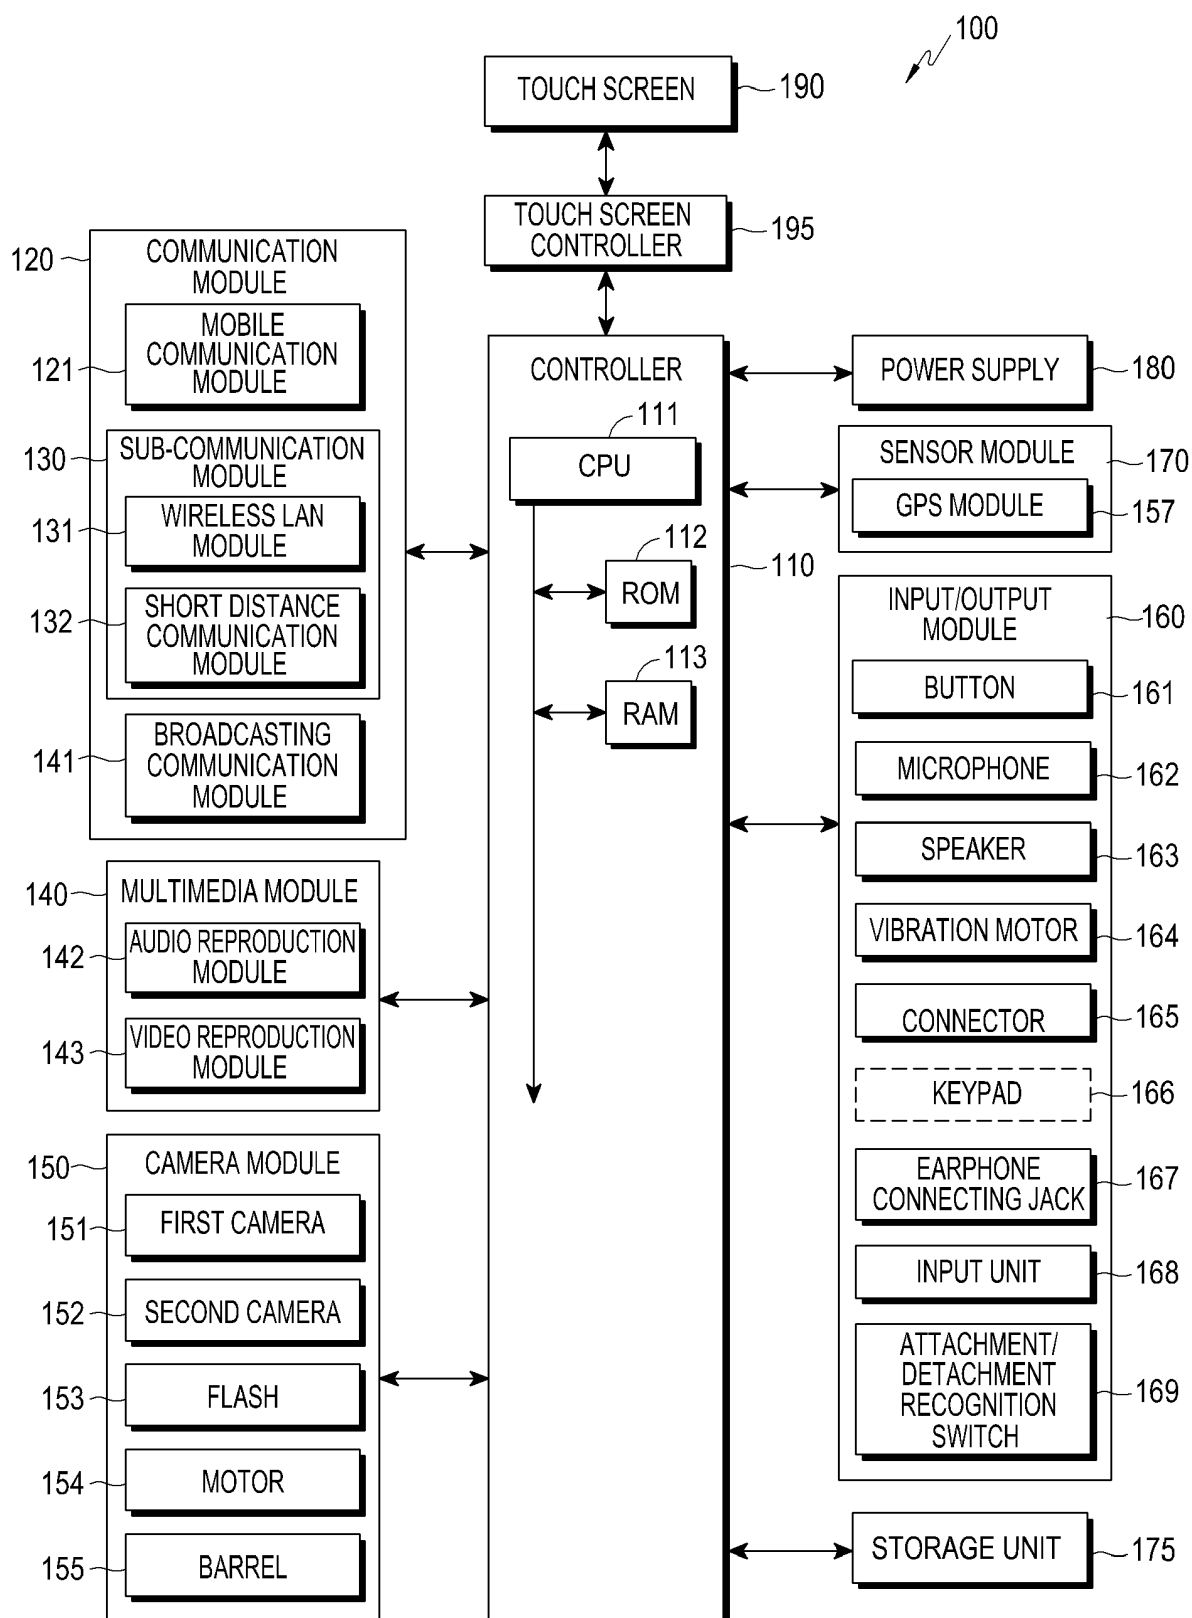 100
TOUCH SCREEN
190
TOUCH SCREEN
CONTROLLER
195
120
COMMUNICATION
MODULE
121
MOBILE
COMMUNICATION
MODULE
130
SUB-COMMUNICATION
MODULE
131
WIRELESS LAN
MODULE
132
SHORT DISTANCE
COMMUNICATION
MODULE
141
BROADCASTING
COMMUNICATION
MODULE
140
MULTIMEDIA MODULE
142
AUDIO REPRODUCTION
MODULE
143
VIDEO REPRODUCTION
MODULE
150
CAMERA MODULE
151
FIRST CAMERA
152
SECOND CAMERA
153
FLASH
154
MOTOR
155
BARREL
CONTROLLER
111
CPU
112
ROM
113
RAM
110
POWER SUPPLY
180
SENSOR MODULE
170
GPS MODULE
157
INPUT/OUTPUT
MODULE
160
BUTTON
161
MICROPHONE
162
SPEAKER
163
VIBRATION MOTOR
164
CONNECTOR
165
KEYPAD
166
EARPHONE
CONNECTING JACK
167
INPUT UNIT
168
ATTACHMENT/
DETACHMENT
RECOGNITION
SWITCH
169
STORAGE UNIT
175